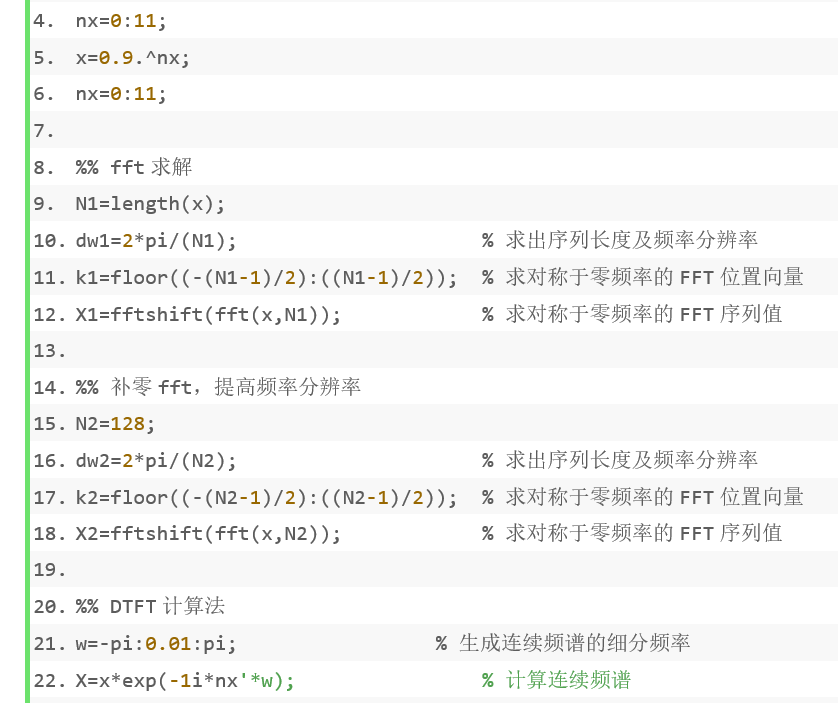 4. nx=0:11;
5. x=0.9.^nx;
6. nx=0:11;
7.
8. %% fft 求解
9. N1=length(x);
10. dw1=2*pi/(N1); % 求出序列长度及频率分辨率
11. k1=floor((-(N1-1)/2):((N1-1)/2)); % 求对称于零频率的 FFT 位置向量
12. X1=fftshift(fft(x,N1)); % 求对称于零频率的 FFT 序列值
13.
14. %% 补零 fft，提高频率分辨率
15. N2=128;
16. dw2=2*pi/(N2); % 求出序列长度及频率分辨率
17. k2=floor((-(N2-1)/2):((N2-1)/2)); % 求对称于零频率的 FFT 位置向量
18. X2=fftshift(fft(x,N2)); % 求对称于零频率的 FFT 序列值
19.
20. %% DTFT 计算法
21. w=-pi:0.01:pi; % 生成连续频谱的细分频率
22. X=x*exp(-1i*nx'*w); % 计算连续频谱